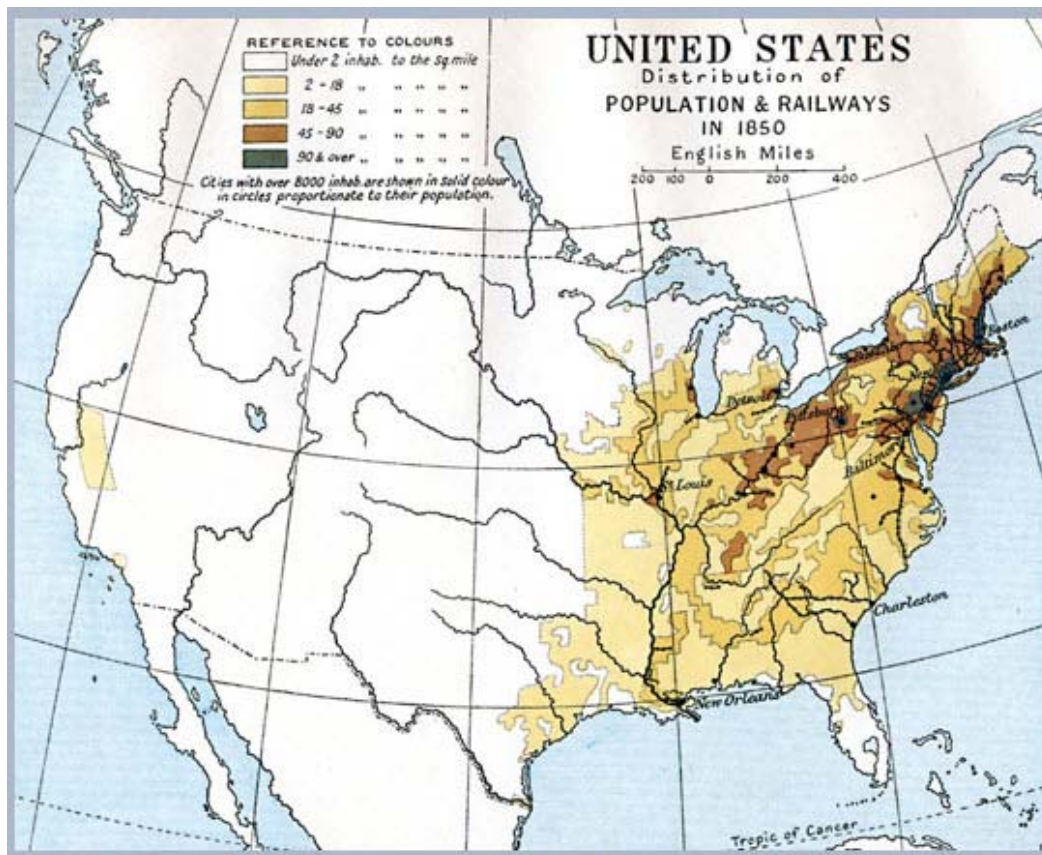 REFERENCE TO COLOURS
Under 2 inhab. to the sq.mile
2 - 18 " " " " "
18 - 45 " " " " "
45 - 90 " " " " "
90 & over " " " " "
Cities with over 8000 inhab. are shown in solid colour
in circles proportionate to their population.
UNITED STATES
Distribution of
POPULATION & RAILWAYS
IN 1850
English Miles
200 100 0 200 400
Boston
Detroit
Pittsburg
Baltimore
St Louis
Charleston
New Orleans
Tropic of Cancer